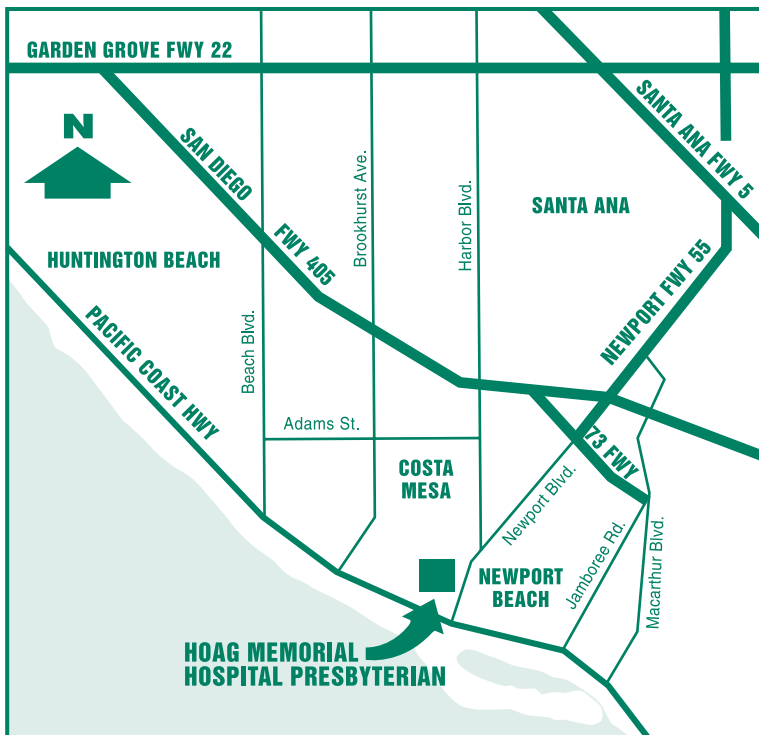 GARDEN GROVE FWY 22
N
SAN DIEGO
FWY 405
SANTA ANA FWY 5
Brookhurst Ave.
Harbor Blvd.
SANTA ANA
HUNTINGTON BEACH
NEWPORT FWY 55
Beach Blvd.
PACIFIC COAST HWY
Adams St.
73 FWY
COSTA
MESA
Newport Blvd.
Jamboree Rd.
Macarthur Blvd.
NEWPORT
BEACH
HOAG MEMORIAL
HOSPITAL PRESBYTERIAN